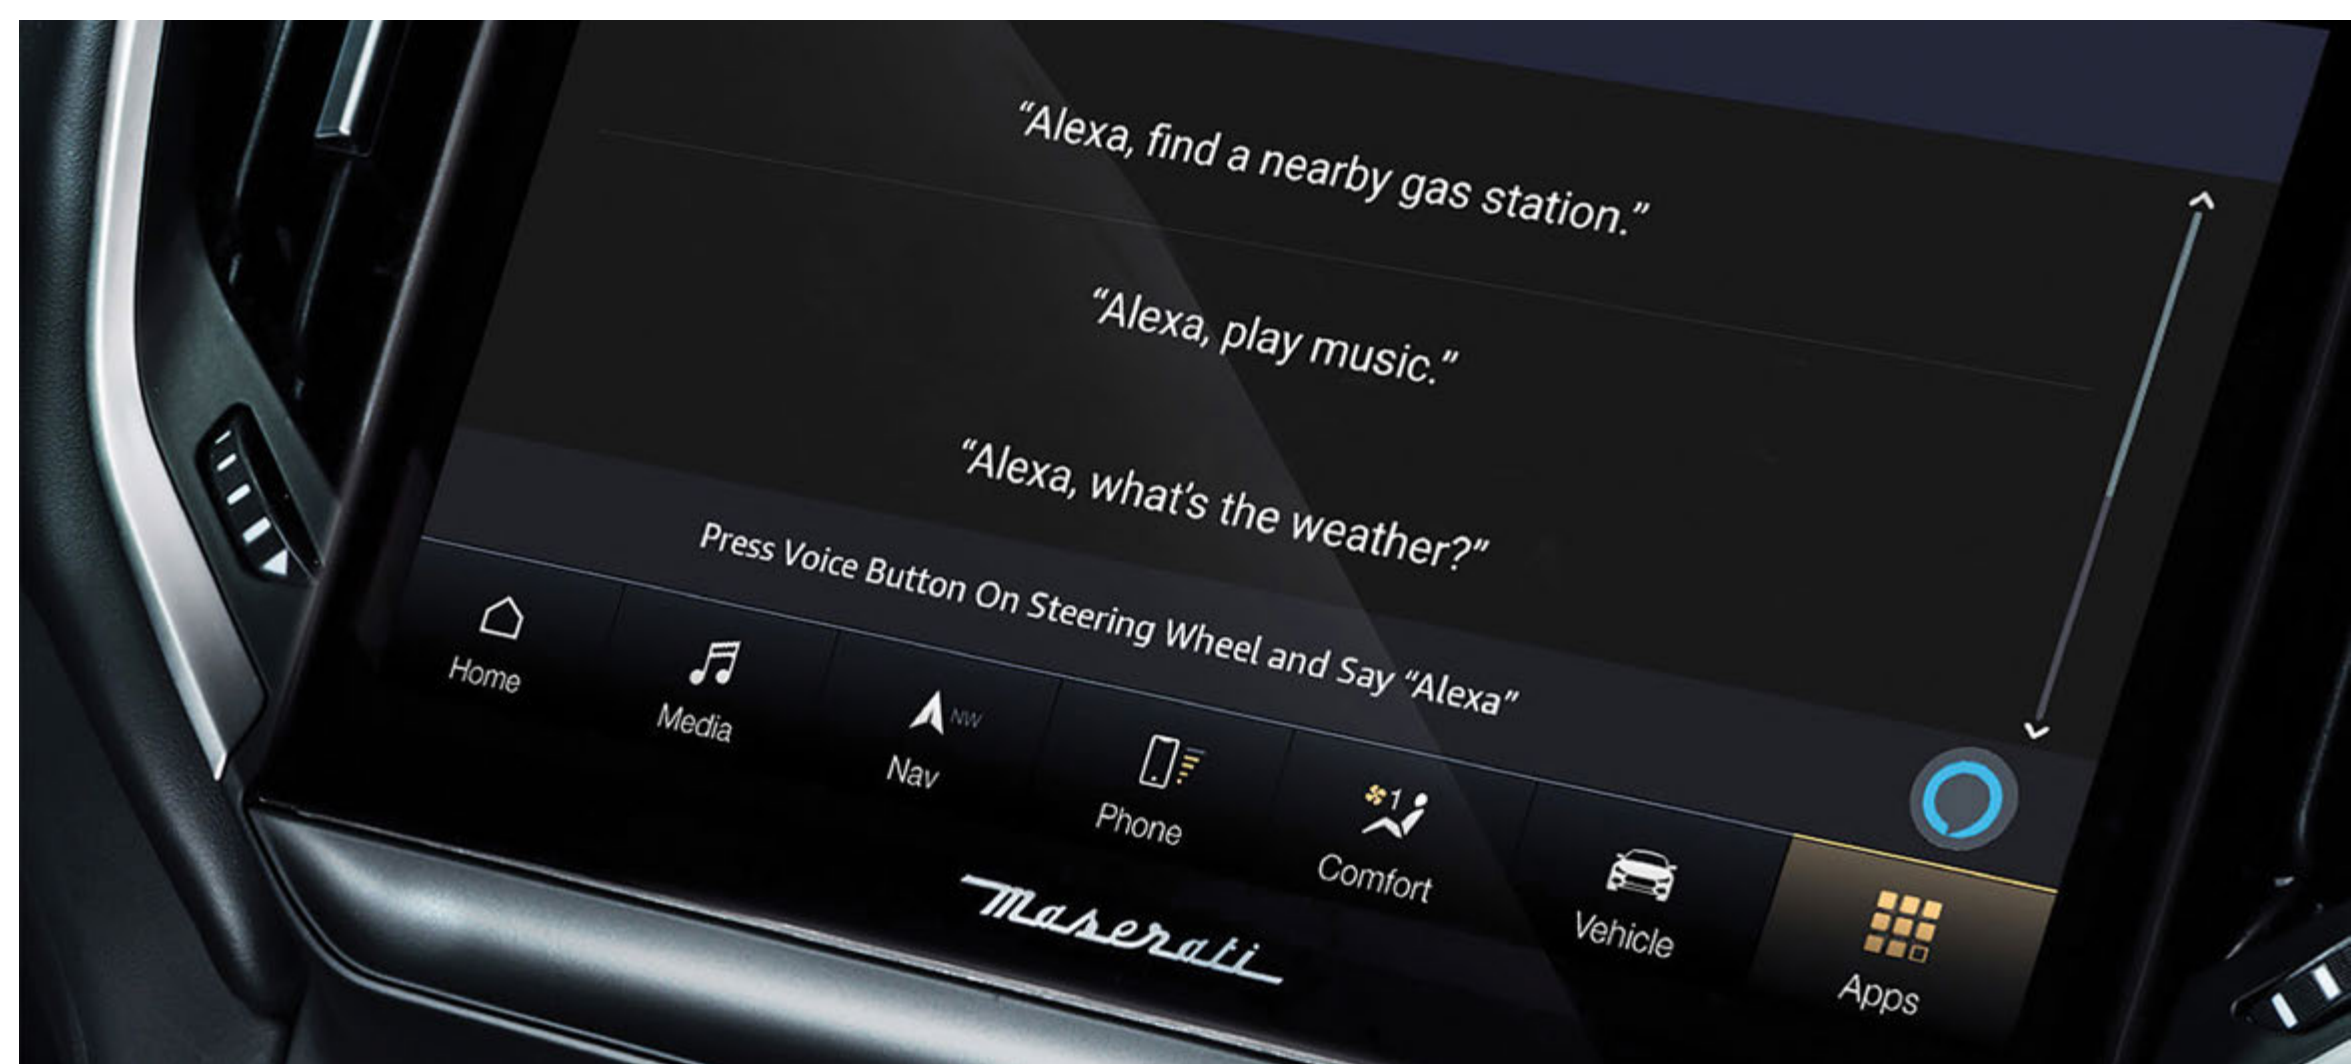 “Alexa, find a nearby gas station.”
“Alexa, play music.”
“Alexa, what’s the weather?”
Press Voice Button On Steering Wheel and Say “Alexa”
Home
Media
NW
Nav
Phone
1
Comfort
Vehicle
Apps
Maserati